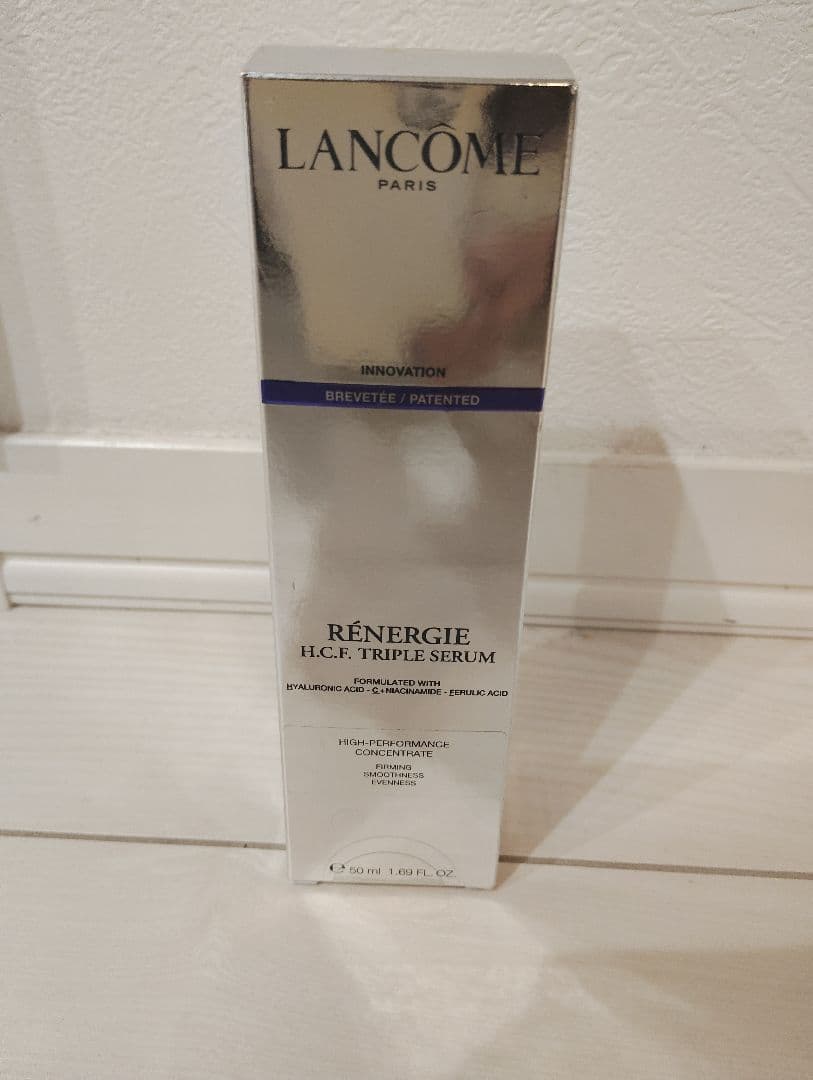 LANCÔME
PARIS
INNOVATION
BREVETÉE / PATENTED
RÉNERGIE
H.C.F. TRIPLE SERUM
FORMULATED WITH
HYALURONIC ACID - C+NIACINAMIDE - FERULIC ACID
HIGH-PERFORMANCE
CONCENTRATE
FIRMING
SMOOTHNESS
EVENNESS
℮ 50 ml 1.69 FL. OZ.